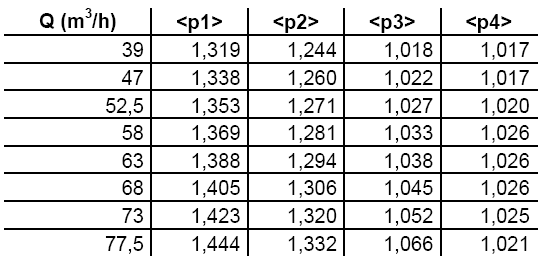 Q (m³/h) <p1> <p2> <p3> <p4>
39 1,319 1,244 1,018 1,017
47 1,338 1,260 1,022 1,017
52,5 1,353 1,271 1,027 1,020
58 1,369 1,281 1,033 1,026
63 1,388 1,294 1,038 1,026
68 1,405 1,306 1,045 1,026
73 1,423 1,320 1,052 1,025
77,5 1,444 1,332 1,066 1,021